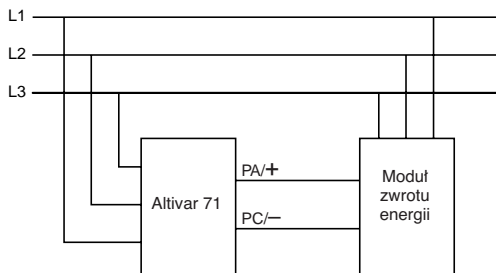 L1
L2
L3
PA/+
Altivar 71
PC/−
Moduł
zwrotu
energii